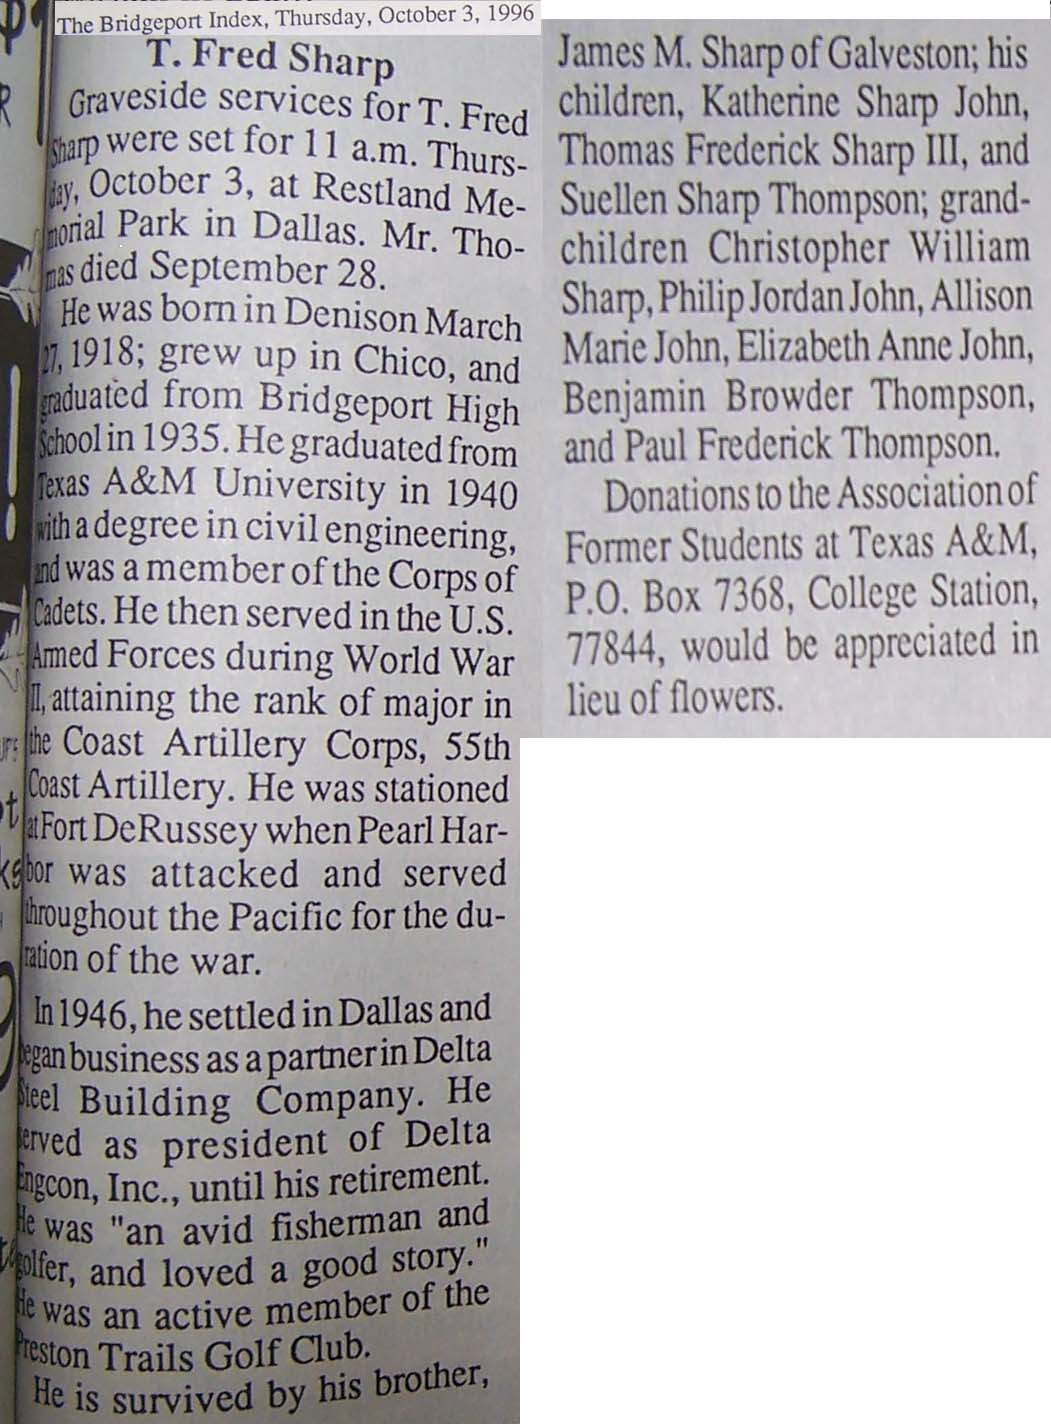 The Bridgeport Index, Thursday, October 3, 1996
T. Fred Sharp
Graveside services for T. Fred
Sharp were set for 11 a.m. Thurs-
day, October 3, at Restland Me-
morial Park in Dallas. Mr. Tho-
mas died September 28.
He was born in Denison March
27, 1918; grew up in Chico, and
graduated from Bridgeport High
School in 1935. He graduated from
Texas A&M University in 1940
with a degree in civil engineering,
and was a member of the Corps of
Cadets. He then served in the U.S.
Armed Forces during World War
II, attaining the rank of major in
the Coast Artillery Corps, 55th
Coast Artillery. He was stationed
at Fort DeRussey when Pearl Har-
bor was attacked and served
throughout the Pacific for the du-
ration of the war.
In 1946, he settled in Dallas and
began business as a partner in Delta
Steel Building Company. He
served as president of Delta
Engcon, Inc., until his retirement.
He was "an avid fisherman and
golfer, and loved a good story."
He was an active member of the
Preston Trails Golf Club.
He is survived by his brother,
James M. Sharp of Galveston; his
children, Katherine Sharp John,
Thomas Frederick Sharp III, and
Suellen Sharp Thompson; grand-
children Christopher William
Sharp, Philip Jordan John, Allison
Marie John, Elizabeth Anne John,
Benjamin Browder Thompson,
and Paul Frederick Thompson.
Donations to the Association of
Former Students at Texas A&M,
P.O. Box 7368, College Station,
77844, would be appreciated in
lieu of flowers.